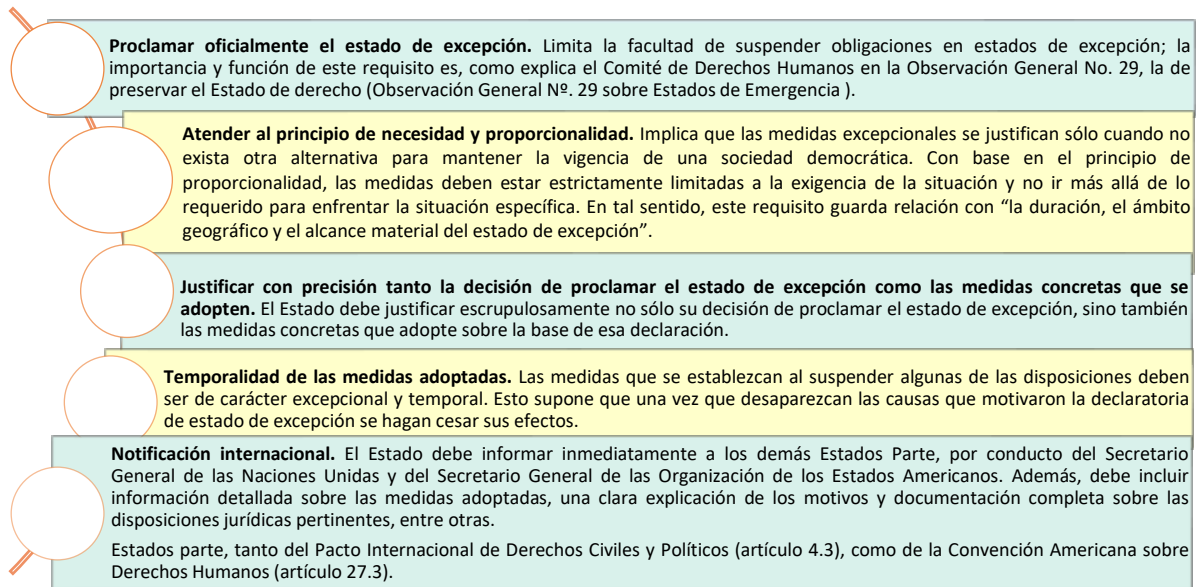 Proclamar oficialmente el estado de excepción. Limita la facultad de suspender obligaciones en estados de excepción; la
importancia y función de este requisito es, como explica el Comité de Derechos Humanos en la Observación General No. 29, la de
preservar el Estado de derecho (Observación General Nº. 29 sobre Estados de Emergencia ).
Atender al principio de necesidad y proporcionalidad. Implica que las medidas excepcionales se justifican sólo cuando no
exista otra alternativa para mantener la vigencia de una sociedad democrática. Con base en el principio de
proporcionalidad, las medidas deben estar estrictamente limitadas a la exigencia de la situación y no ir más allá de lo
requerido para enfrentar la situación específica. En tal sentido, este requisito guarda relación con “la duración, el ámbito
geográfico y el alcance material del estado de excepción”.
Justificar con precisión tanto la decisión de proclamar el estado de excepción como las medidas concretas que se
adopten. El Estado debe justificar escrupulosamente no sólo su decisión de proclamar el estado de excepción, sino también
las medidas concretas que adopte sobre la base de esa declaración.
Temporalidad de las medidas adoptadas. Las medidas que se establezcan al suspender algunas de las disposiciones deben
ser de carácter excepcional y temporal. Esto supone que una vez que desaparezcan las causas que motivaron la declaratoria
de estado de excepción se hagan cesar sus efectos.
Notificación internacional. El Estado debe informar inmediatamente a los demás Estados Parte, por conducto del Secretario
General de las Naciones Unidas y del Secretario General de las Organización de los Estados Americanos. Además, debe incluir
información detallada sobre las medidas adoptadas, una clara explicación de los motivos y documentación completa sobre las
disposiciones jurídicas pertinentes, entre otras.
Estados parte, tanto del Pacto Internacional de Derechos Civiles y Políticos (artículo 4.3), como de la Convención Americana sobre
Derechos Humanos (artículo 27.3).